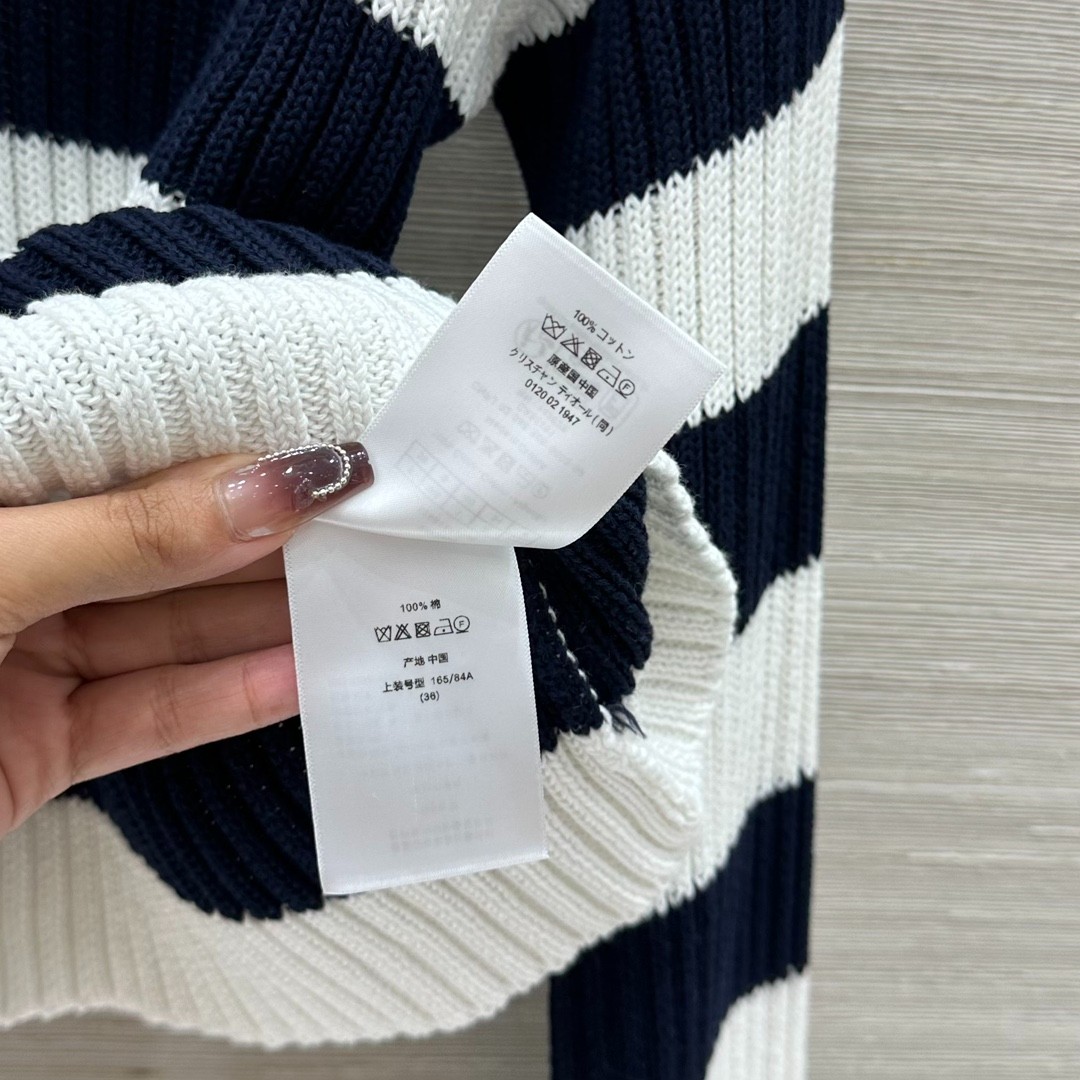 100% コットン
原産国中国
クリスチャン ディオール(同)
0120 02 1947
100% 棉
产地 中国
上装号型 165/84A
(36)